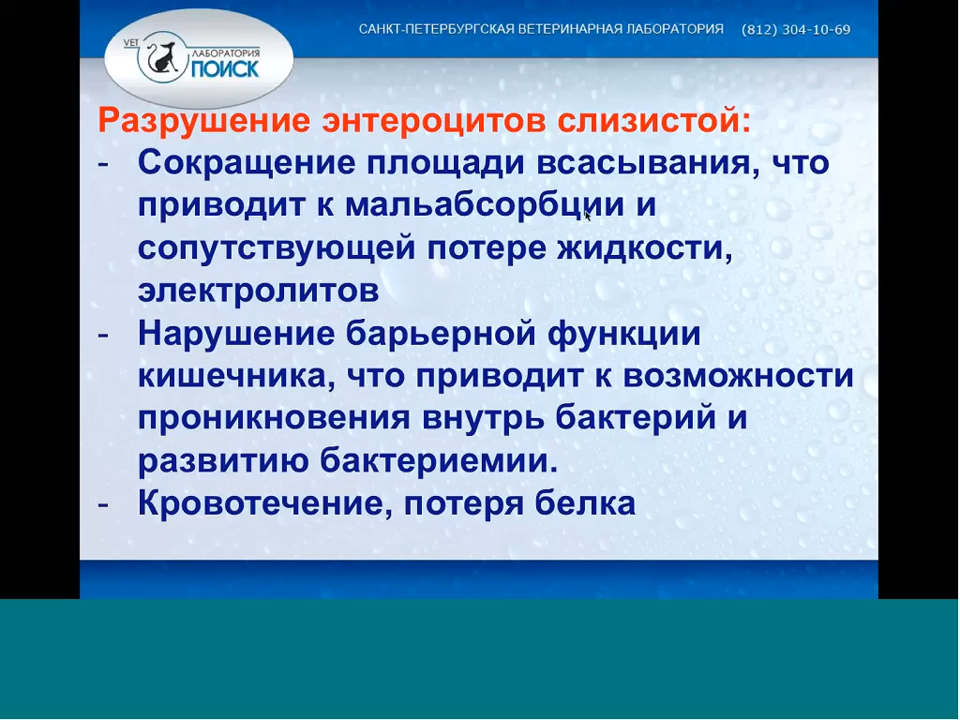 САНКТ-ПЕТЕРБУРГСКАЯ ВЕТЕРИНАРНАЯ ЛАБОРАТОРИЯ (812) 304-10-69
VET
ЛАБОРАТОРИЯ
ПОИСК
Разрушение энтероцитов слизистой:
- Сокращение площади всасывания, что
приводит к мальабсорбции и
сопутствующей потере жидкости,
электролитов
- Нарушение барьерной функции
кишечника, что приводит к возможности
проникновения внутрь бактерий и
развитию бактериемии.
- Кровотечение, потеря белка